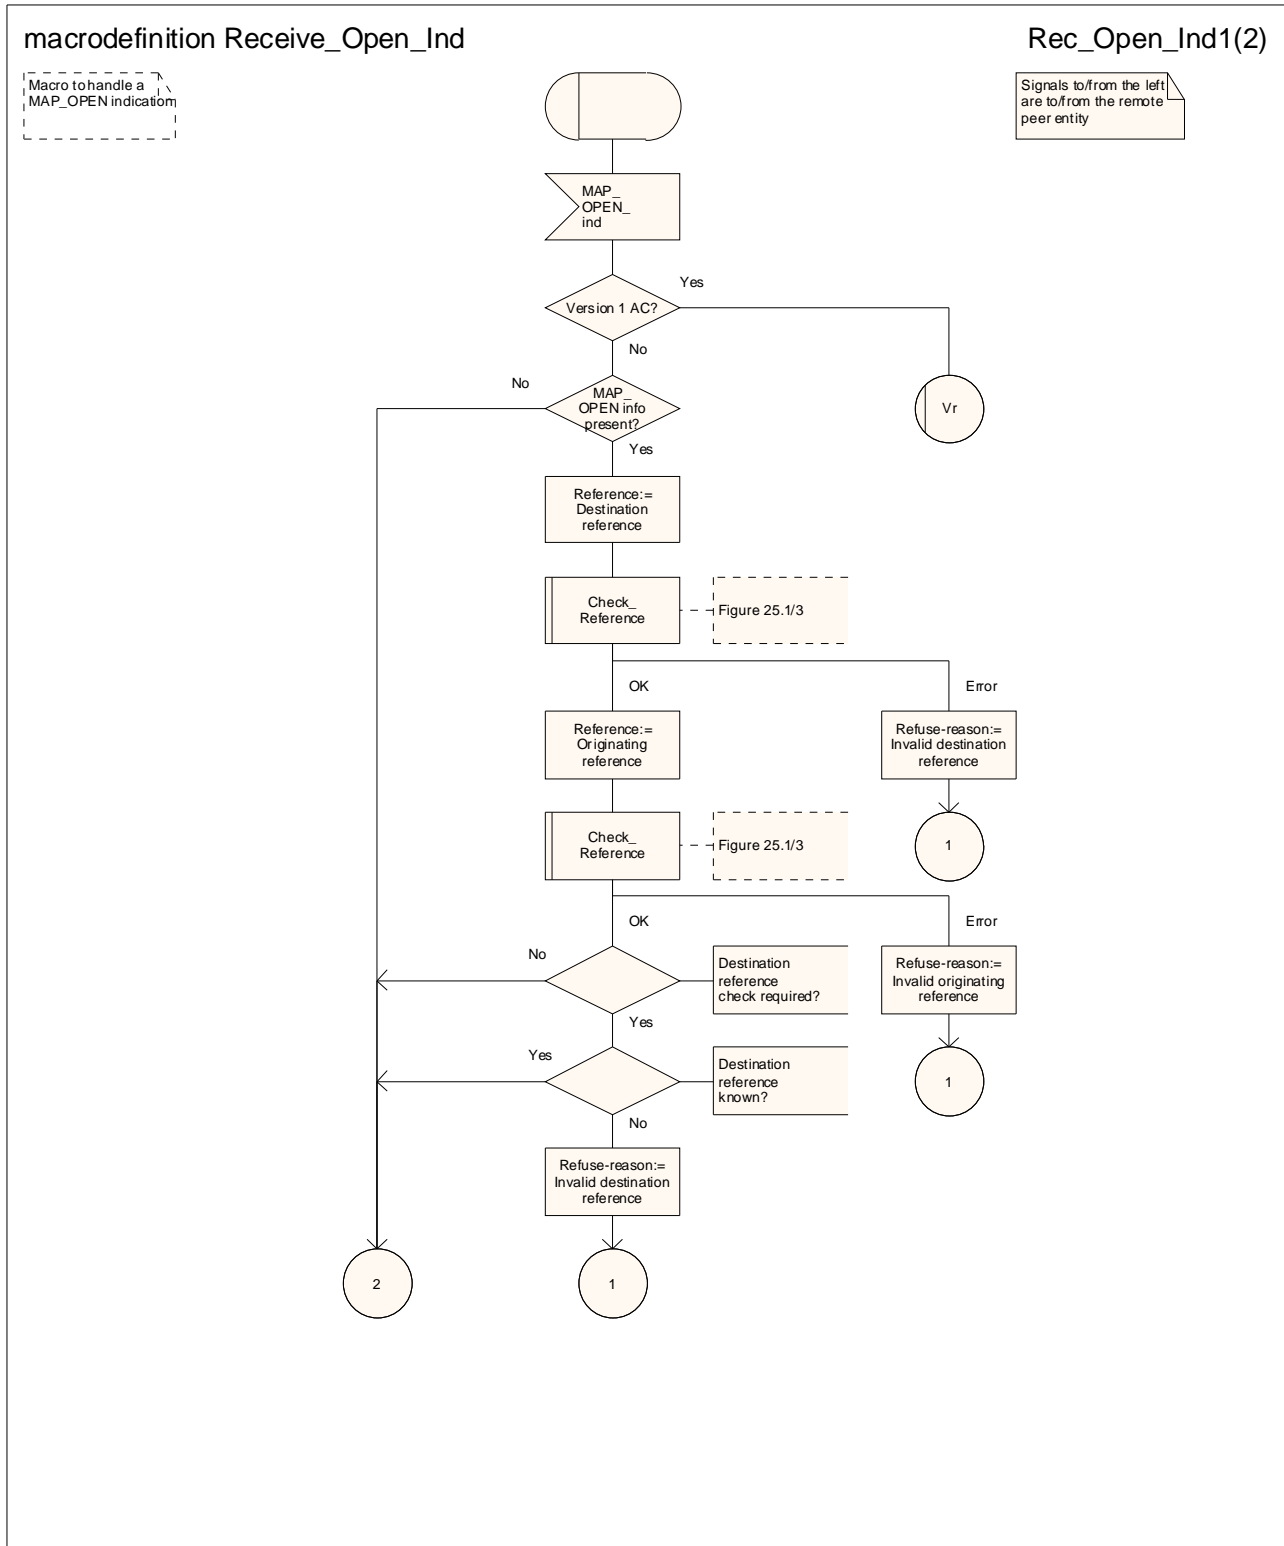 macrodefinition Receive_Open_Ind
Rec_Open_Ind1(2)
Macro to handle a
MAP_OPEN indication
Signals to/from the left
are to/from the remote
peer entity
MAP_
OPEN_
ind
Version 1 AC?
Yes
No
Vr
MAP_
OPEN info
present?
No
Yes
Reference:=
Destination
reference
Check_
Reference
Figure 25.1/3
OK
Error
Reference:=
Originating
reference
Refuse-reason:=
Invalid destination
reference
Check_
Reference
Figure 25.1/3
1
OK
Error
No
Destination
reference
check required?
Refuse-reason:=
Invalid originating
reference
Yes
Yes
Destination
reference
known?
1
No
Refuse-reason:=
Invalid destination
reference
2
1